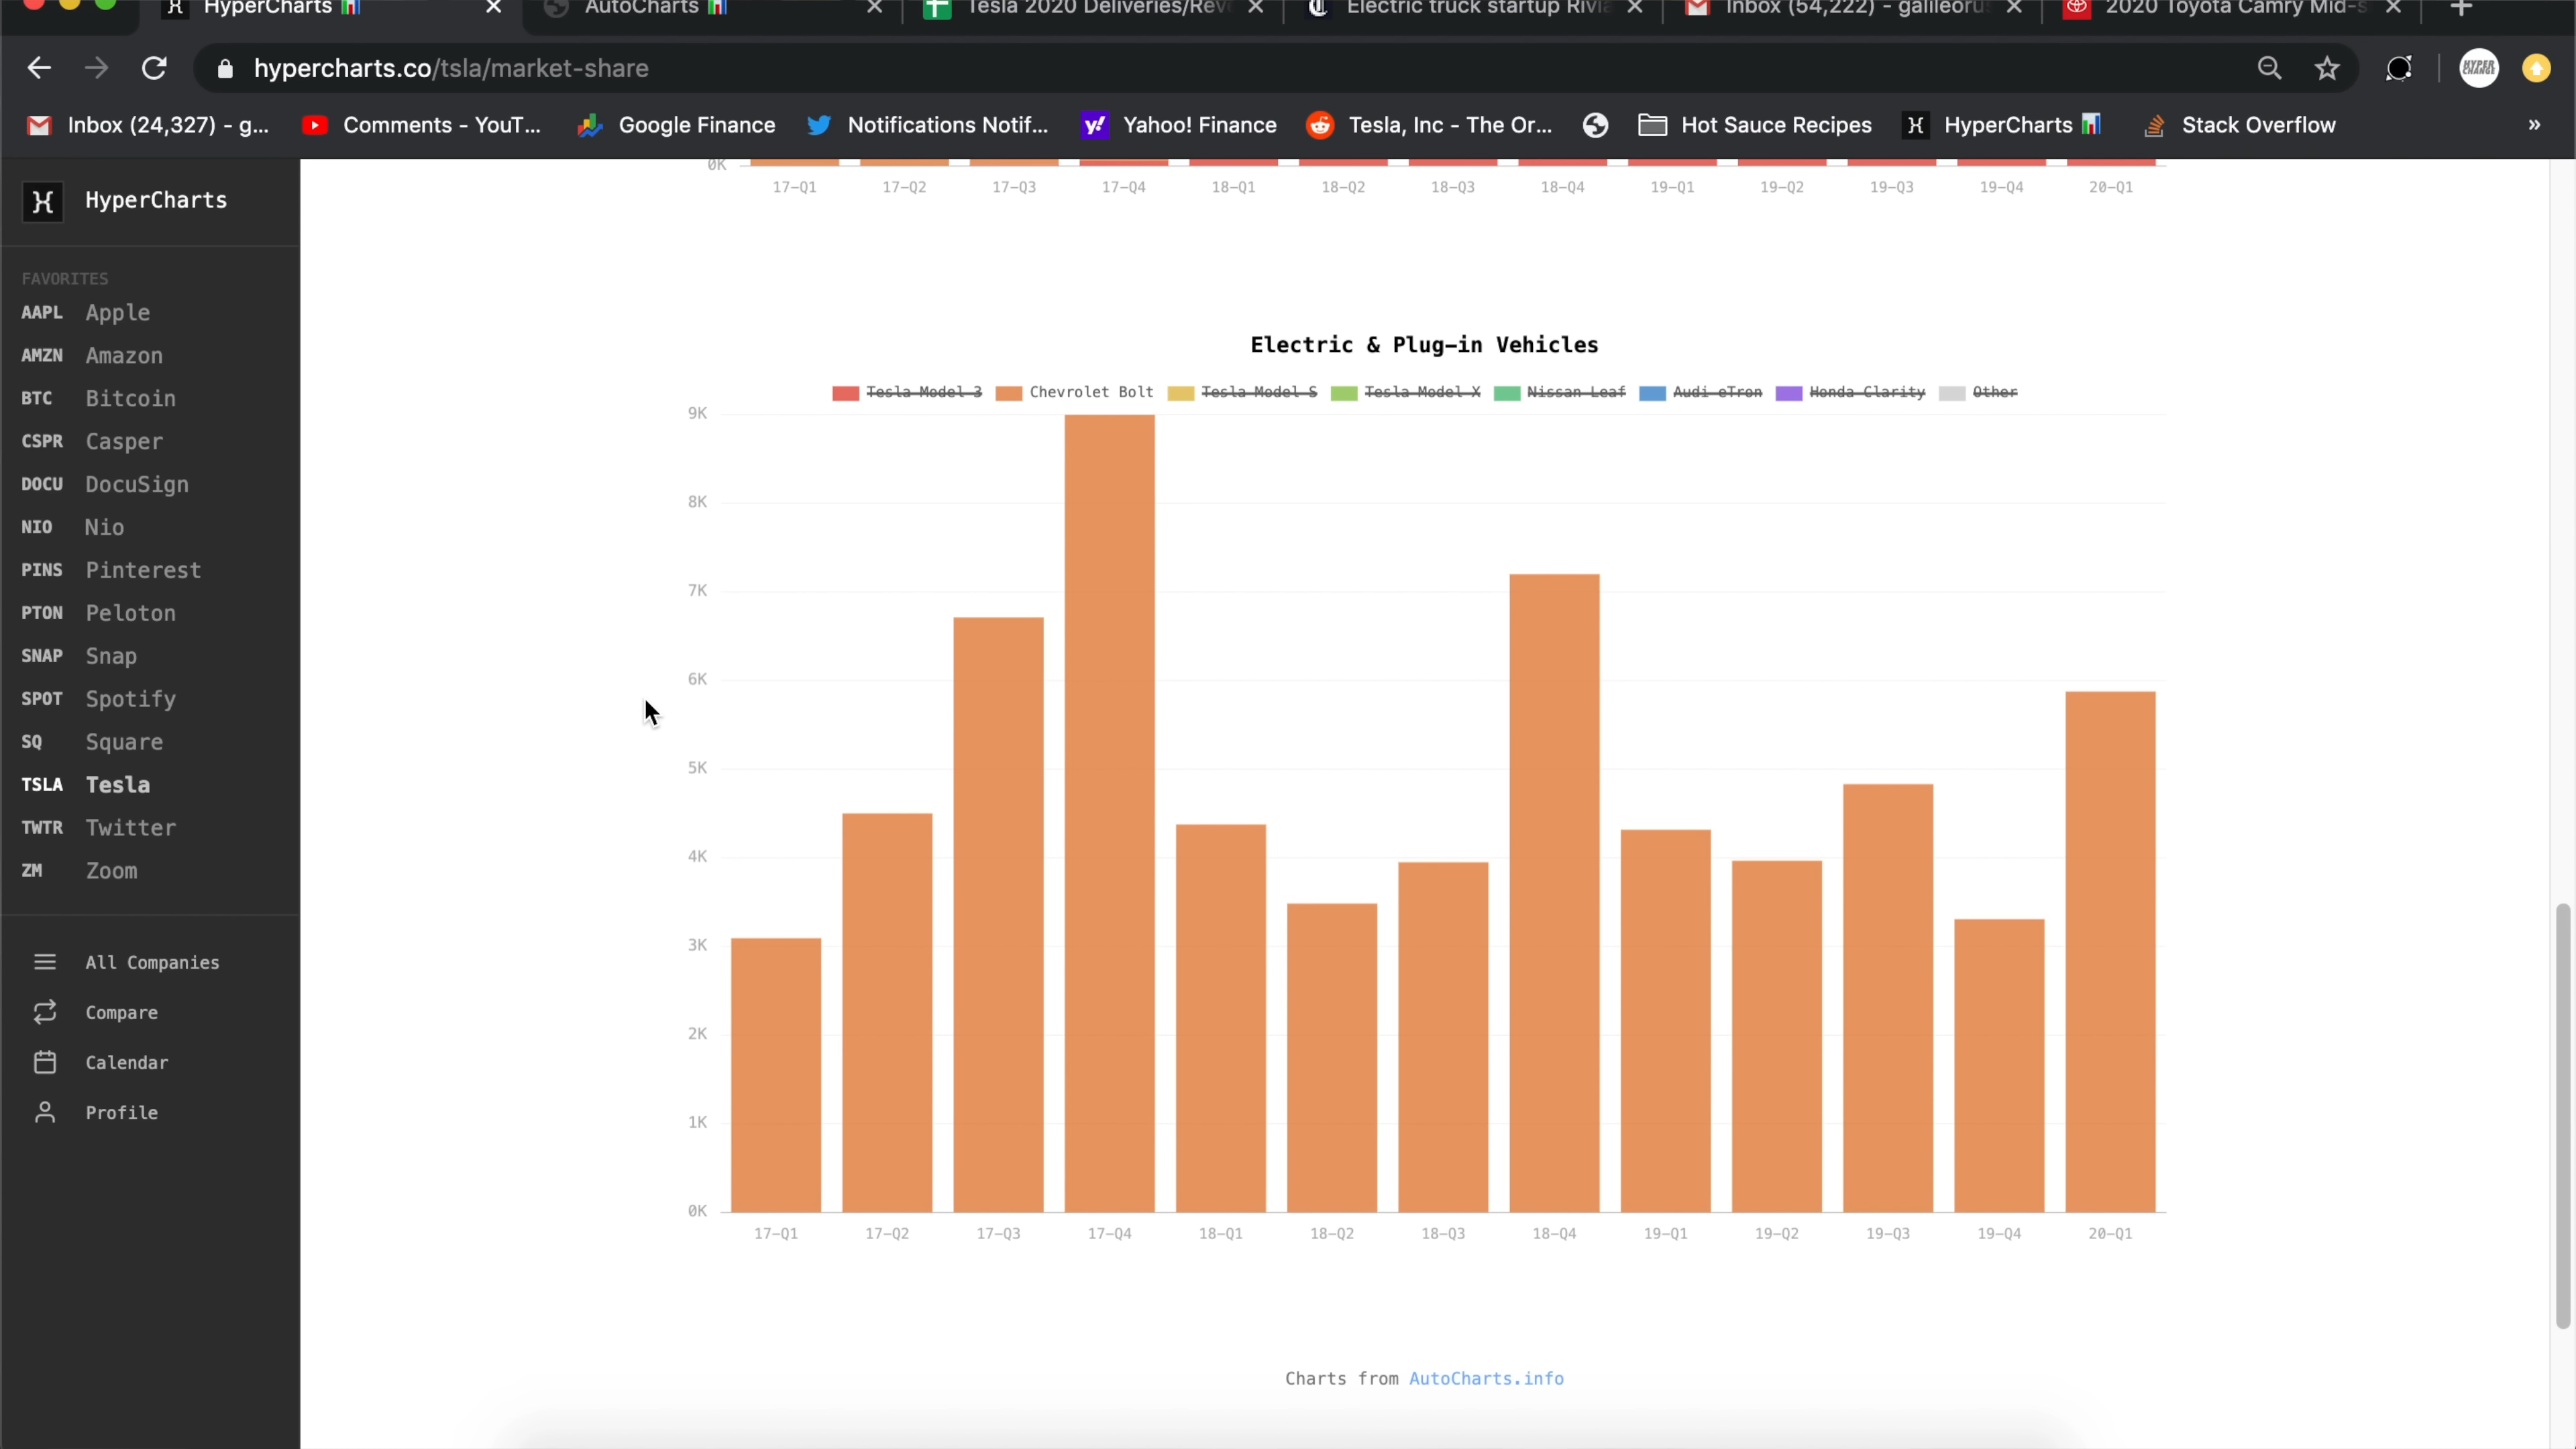 HyperCharts
AutoCharts
Tesla 2020 Deliveries/Reve
Electric truck startup Rivia
Inbox (54,222) - galileorus
2020 Toyota Camry Mid-s
hypercharts.co/tsla/market-share
HYPER
CHANGE
Inbox (24,327) - g...
Comments - YouT...
Google Finance
Notifications Notif...
Yahoo! Finance
Tesla, Inc - The Or...
Hot Sauce Recipes
HyperCharts
Stack Overflow
»
HyperCharts
FAVORITES
AAPL Apple
AMZN Amazon
BTC Bitcoin
CSPR Casper
DOCU DocuSign
NIO Nio
PINS Pinterest
PTON Peloton
SNAP Snap
SPOT Spotify
SQ Square
TSLA Tesla
TWTR Twitter
ZM Zoom
All Companies
Compare
Calendar
Profile
0K
17-Q1 17-Q2 17-Q3 17-Q4 18-Q1 18-Q2 18-Q3 18-Q4 19-Q1 19-Q2 19-Q3 19-Q4 20-Q1
Electric & Plug-in Vehicles
Tesla Model 3 Chevrolet Bolt Tesla Model S Tesla Model X Nissan Leaf Audi eTron Honda Clarity Other
9K
8K
7K
6K
5K
4K
3K
2K
1K
0K
17-Q1 17-Q2 17-Q3 17-Q4 18-Q1 18-Q2 18-Q3 18-Q4 19-Q1 19-Q2 19-Q3 19-Q4 20-Q1
Charts from AutoCharts.info